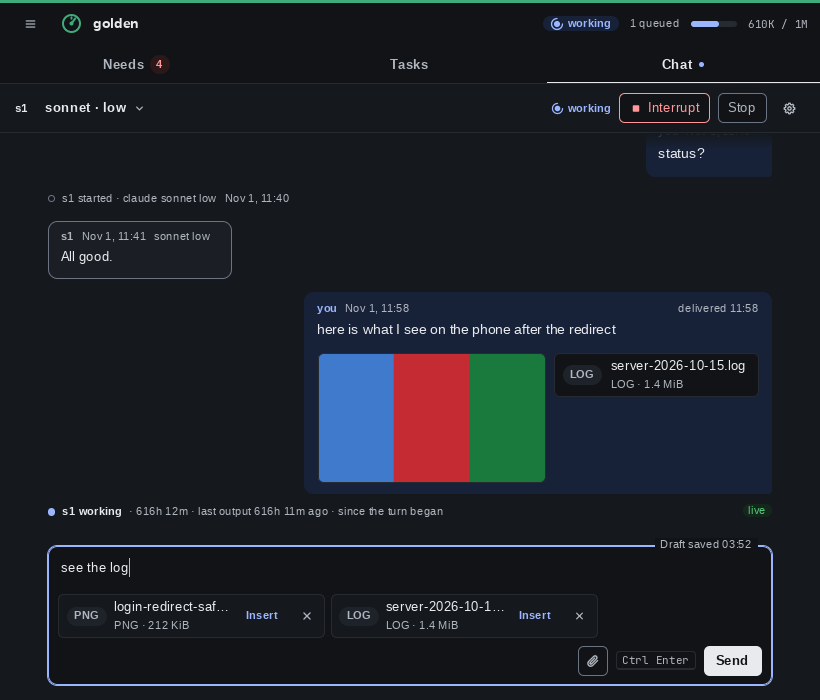 golden
working
1 queued
610K / 1M
Needs 4
Tasks
Chat
s1
sonnet · low
working
Interrupt
Stop
status?
s1 started · claude sonnet low Nov 1, 11:40
s1 Nov 1, 11:41 sonnet low
All good.
you Nov 1, 11:58
delivered 11:58
here is what I see on the phone after the redirect
LOG
server-2026-10-15.log
LOG · 1.4 MiB
s1 working · 616h 12m · last output 616h 11m ago · since the turn began
live
Draft saved 03:52
see the log
PNG
login-redirect-saf…
PNG · 212 KiB
Insert
LOG
server-2026-10-1…
LOG · 1.4 MiB
Insert
Ctrl Enter
Send